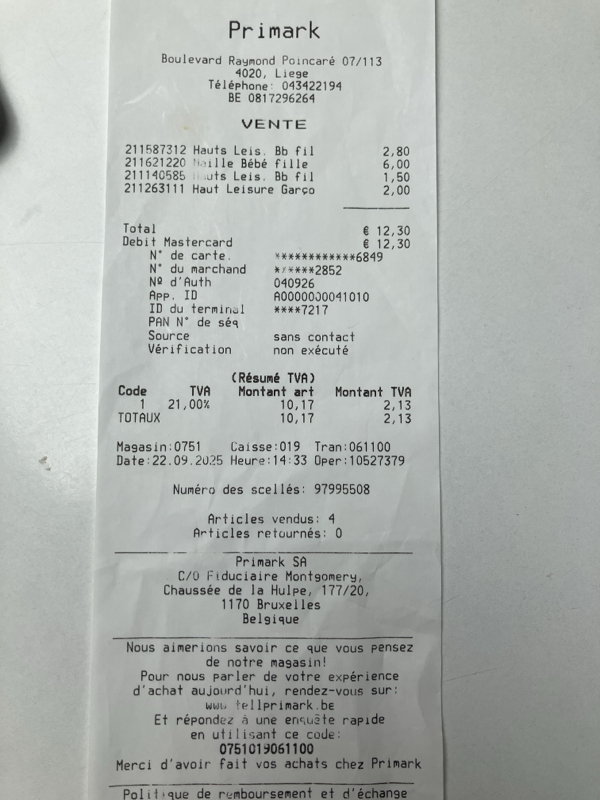 Primark
Boulevard Raymond Poincaré 07/113
4020, Liege
Téléphone: 043422194
BE 0817296264
VENTE
211587312 Hauts Leis. Bb fil 2,80
211621220 Maille Bébé fille 6,00
211140585 Hauts Leis. Bb fil 1,50
211263111 Haut Leisure Garço 2,00
Total € 12,30
Debit Mastercard € 12,30
N° de carte. ************6849
N° du marchand ******2852
Nº d'Auth 040926
App. ID A0000000041010
ID du terminal ****7217
PAN N° de séq
Source sans contact
Vérification non exécuté
(Résumé TVA)
Code TVA Montant art Montant TVA
1 21,00% 10,17 2,13
TOTAUX 10,17 2,13
Magasin:0751 Caisse:019 Tran:061100
Date:22.09.2025 Heure:14:33 Oper:10527379
Numéro des scellés: 97995508
Articles vendus: 4
Articles retournés: 0
Primark SA
C/O Fiduciaire Montgomery,
Chaussée de la Hulpe, 177/20,
1170 Bruxelles
Belgique
Nous aimerions savoir ce que vous pensez
de notre magasin!
Pour nous parler de votre expérience
d'achat aujourd'hui, rendez-vous sur:
www.tellprimark.be
Et répondez à une enquête rapide
en utilisant ce code:
0751019061100
Merci d'avoir fait vos achats chez Primark
Politique de remboursement et d'échange